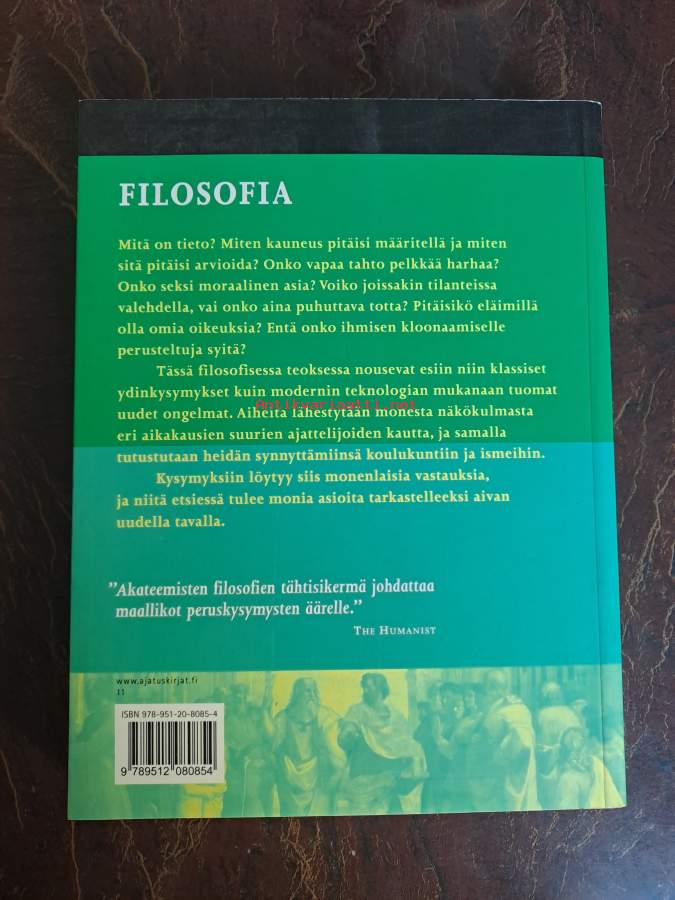 FILOSOFIA
Mitä on tieto? Miten kauneus pitäisi määritellä ja miten
sitä pitäisi arvioida? Onko vapaa tahto pelkkää harhaa?
Onko seksi moraalinen asia? Voiko joissakin tilanteissa
valehdella, vai onko aina puhuttava totta? Pitäisikö eläimillä
olla omia oikeuksia? Entä onko ihmisen kloonaamiselle
perusteltuja syitä?
Tässä filosofisessa teoksessa nousevat esiin niin klassiset
ydinkysymykset kuin modernin teknologian mukanaan tuomat
Antikvariaatti.net
uudet ongelmat. Aiheita lähestytään monesta näkökulmasta
eri aikakausien suurien ajattelijoiden kautta, ja samalla
tutustutaan heidän synnyttämiinsä koulukuntiin ja ismeihin.
Kysymyksiin löytyy siis monenlaisia vastauksia,
ja niitä etsiessä tulee monia asioita tarkastelleeksi aivan
uudella tavalla.
”Akateemisten filosofien tähtisikermä johdattaa
maallikot peruskysymysten äärelle.”
THE HUMANIST
www.ajatuskirjat.fi
11
ISBN 978-951-20-8085-4
9 789512 080854